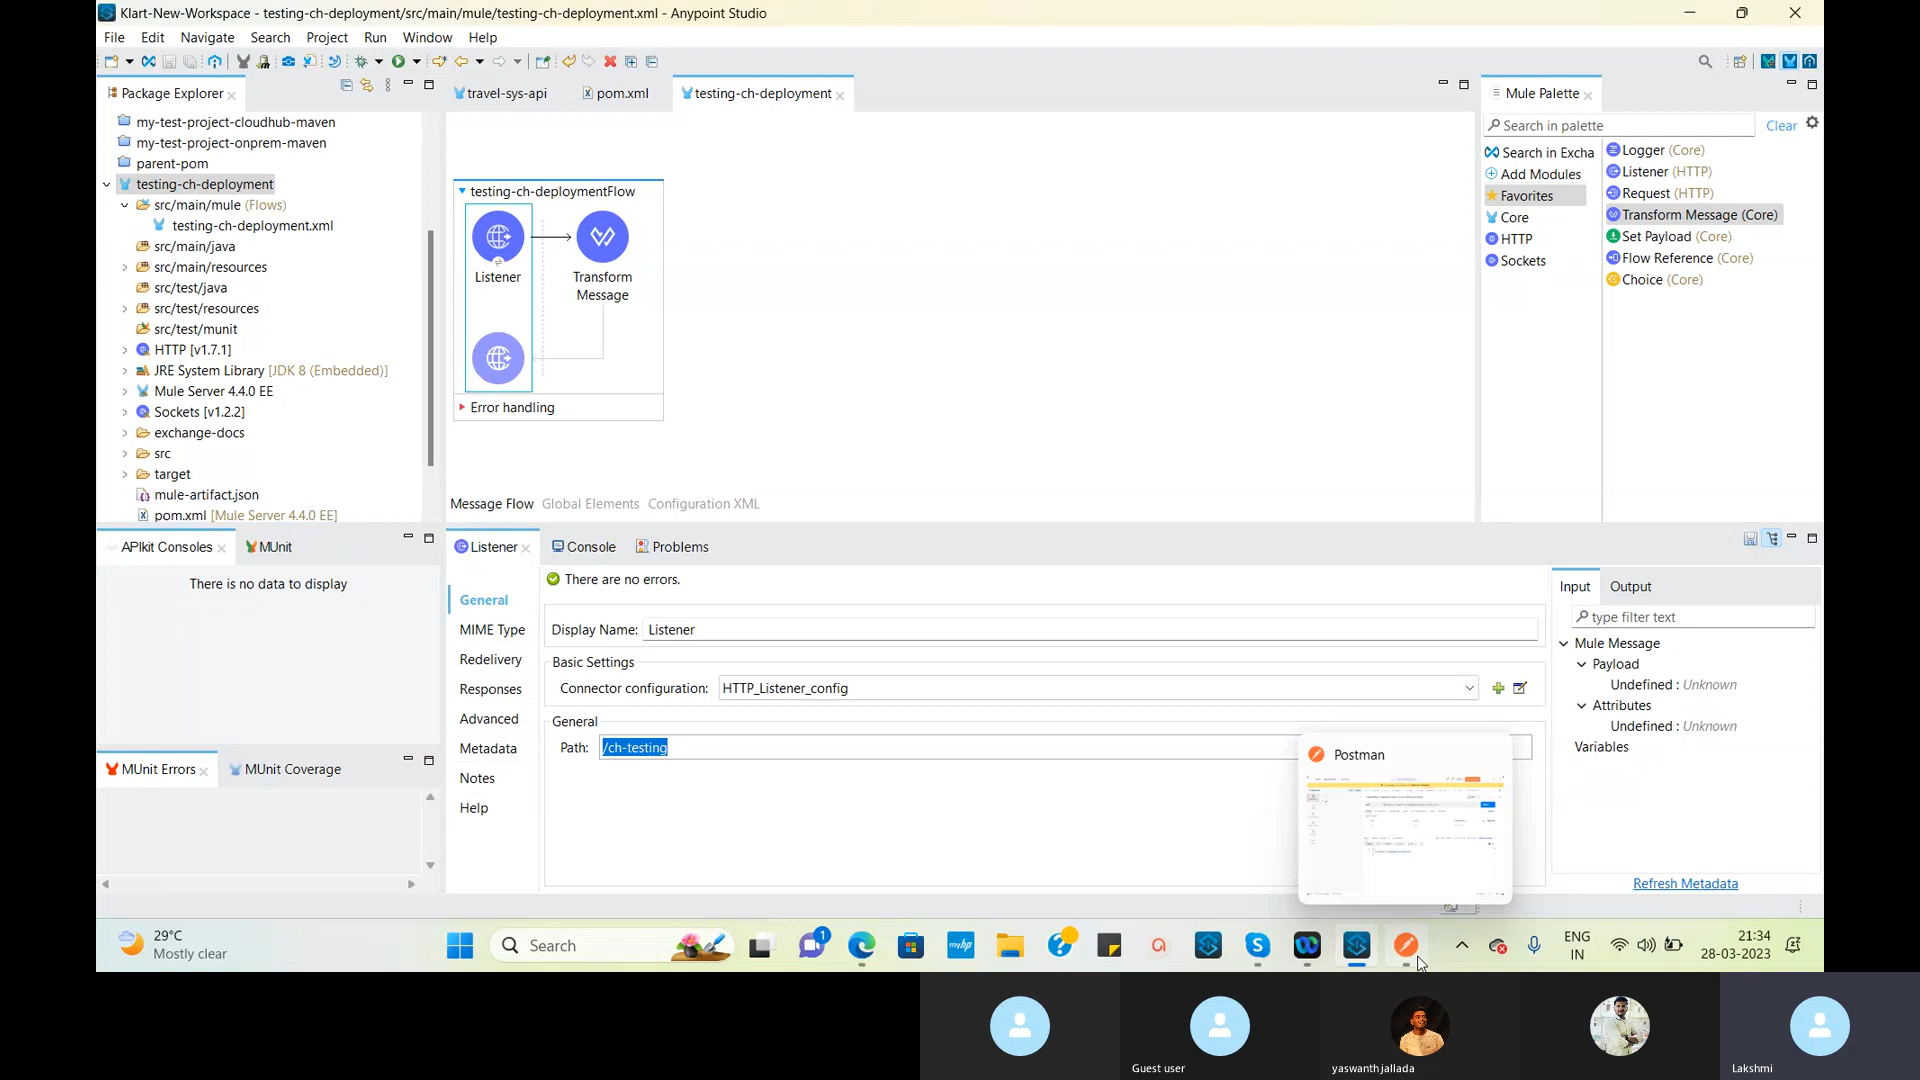 Klart-New-Workspace - testing-ch-deployment/src/main/mule/testing-ch-deployment.xml - Anypoint Studio
File Edit Navigate Search Project Run Window Help
Package Explorer
my-test-project-cloudhub-maven
my-test-project-onprem-maven
parent-pom
testing-ch-deployment
src/main/mule (Flows)
testing-ch-deployment.xml
src/main/java
src/main/resources
src/test/java
src/test/resources
src/test/munit
HTTP [v1.7.1]
JRE System Library [JDK 8 (Embedded)]
Mule Server 4.4.0 EE
Sockets [v1.2.2]
exchange-docs
src
target
mule-artifact.json
pom.xml [Mule Server 4.4.0 EE]
travel-sys-api
pom.xml
testing-ch-deployment
testing-ch-deploymentFlow
Listener
Transform
Message
Error handling
Message Flow Global Elements Configuration XML
Mule Palette
Search in palette
Clear
Search in Excha
Add Modules
Favorites
Core
HTTP
Sockets
Logger (Core)
Listener (HTTP)
Request (HTTP)
Transform Message (Core)
Set Payload (Core)
Flow Reference (Core)
Choice (Core)
APIkit Consoles
MUnit
There is no data to display
MUnit Errors
MUnit Coverage
Listener
Console
Problems
General
MIME Type
Redelivery
Responses
Advanced
Metadata
Notes
Help
There are no errors.
Display Name: Listener
Basic Settings
Connector configuration: HTTP_Listener_config
General
Path: /ch-testing
Postman
Input
Output
type filter text
Mule Message
Payload
Undefined : Unknown
Attributes
Undefined : Unknown
Variables
Refresh Metadata
29°C
Mostly clear
Search
1
myhp
ENG
IN
21:34
28-03-2023
Guest user
yaswanth jallada
Lakshmi